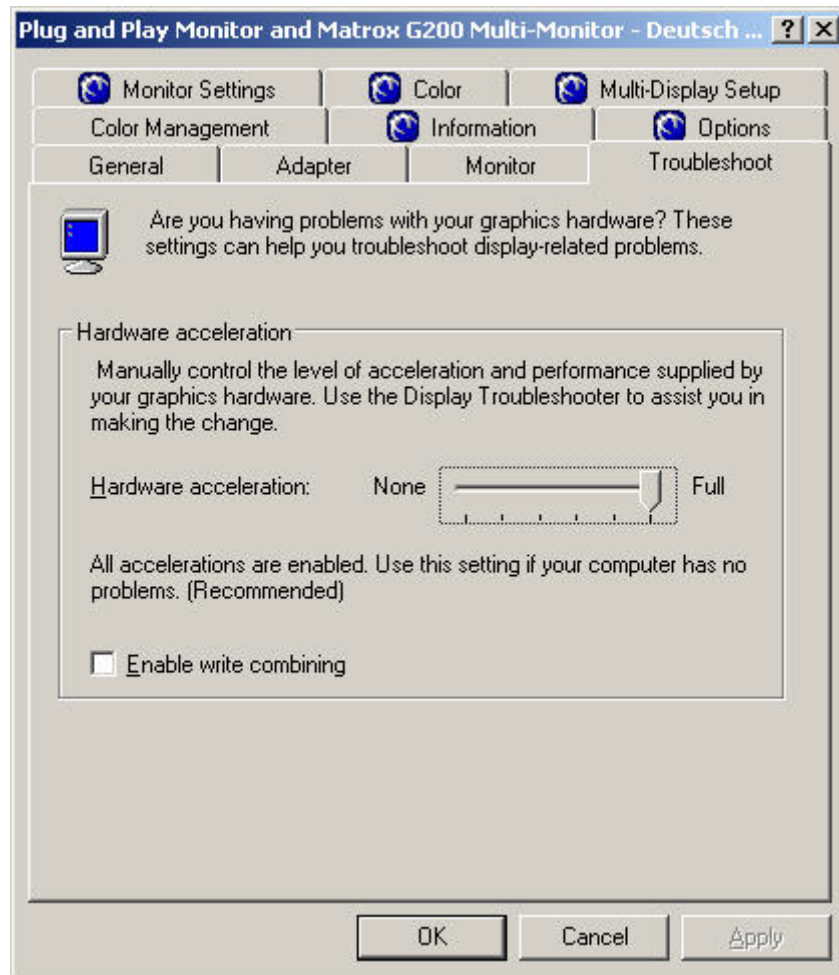 Plug and Play Monitor and Matrox G200 Multi-Monitor - Deutsch ...
Monitor Settings
Color
Multi-Display Setup
Color Management
Information
Options
General
Adapter
Monitor
Troubleshoot
Are you having problems with your graphics hardware? These
settings can help you troubleshoot display-related problems.
Hardware acceleration
Manually control the level of acceleration and performance supplied by
your graphics hardware. Use the Display Troubleshooter to assist you in
making the change.
Hardware acceleration: None Full
All accelerations are enabled. Use this setting if your computer has no
problems. (Recommended)
Enable write combining
OK
Cancel
Apply